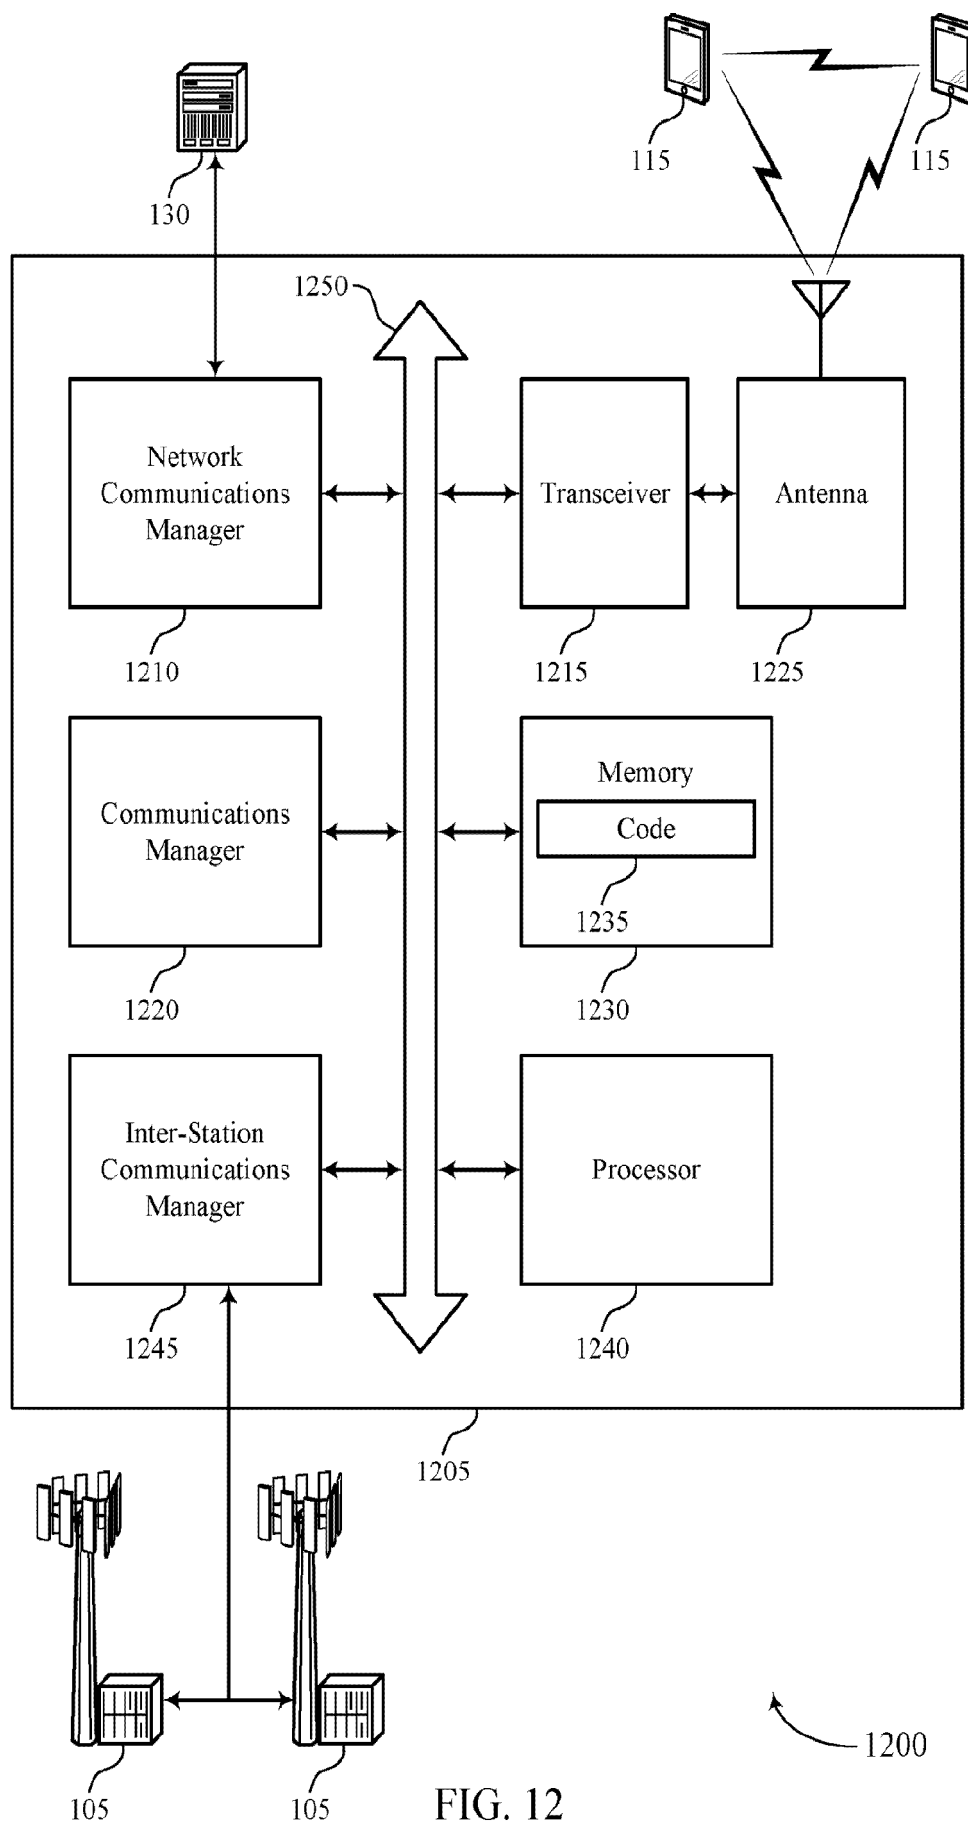 115
115
130
1250
Network
Communications
Manager
1210
Transceiver
1215
Antenna
1225
Communications
Manager
1220
Memory
Code
1235
1230
Inter-Station
Communications
Manager
1245
Processor
1240
1205
105
105
1200
FIG. 12